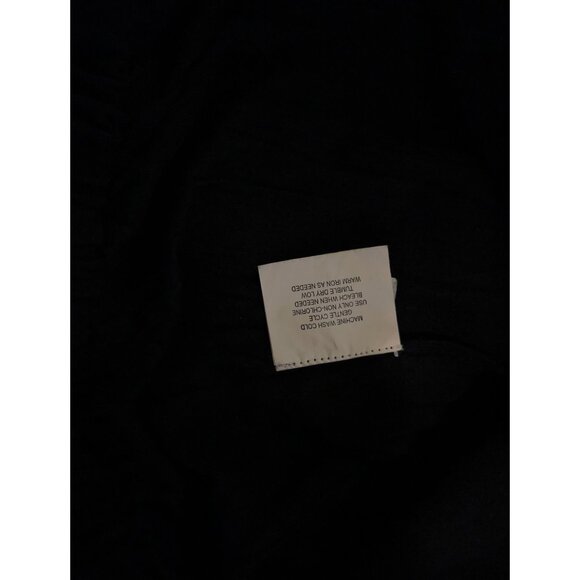 MACHINE WASH COLD
GENTLE CYCLE
USE ONLY NON-CHLORINE
BLEACH WHEN NEEDED
TUMBLE DRY LOW
WARM IRON AS NEEDED